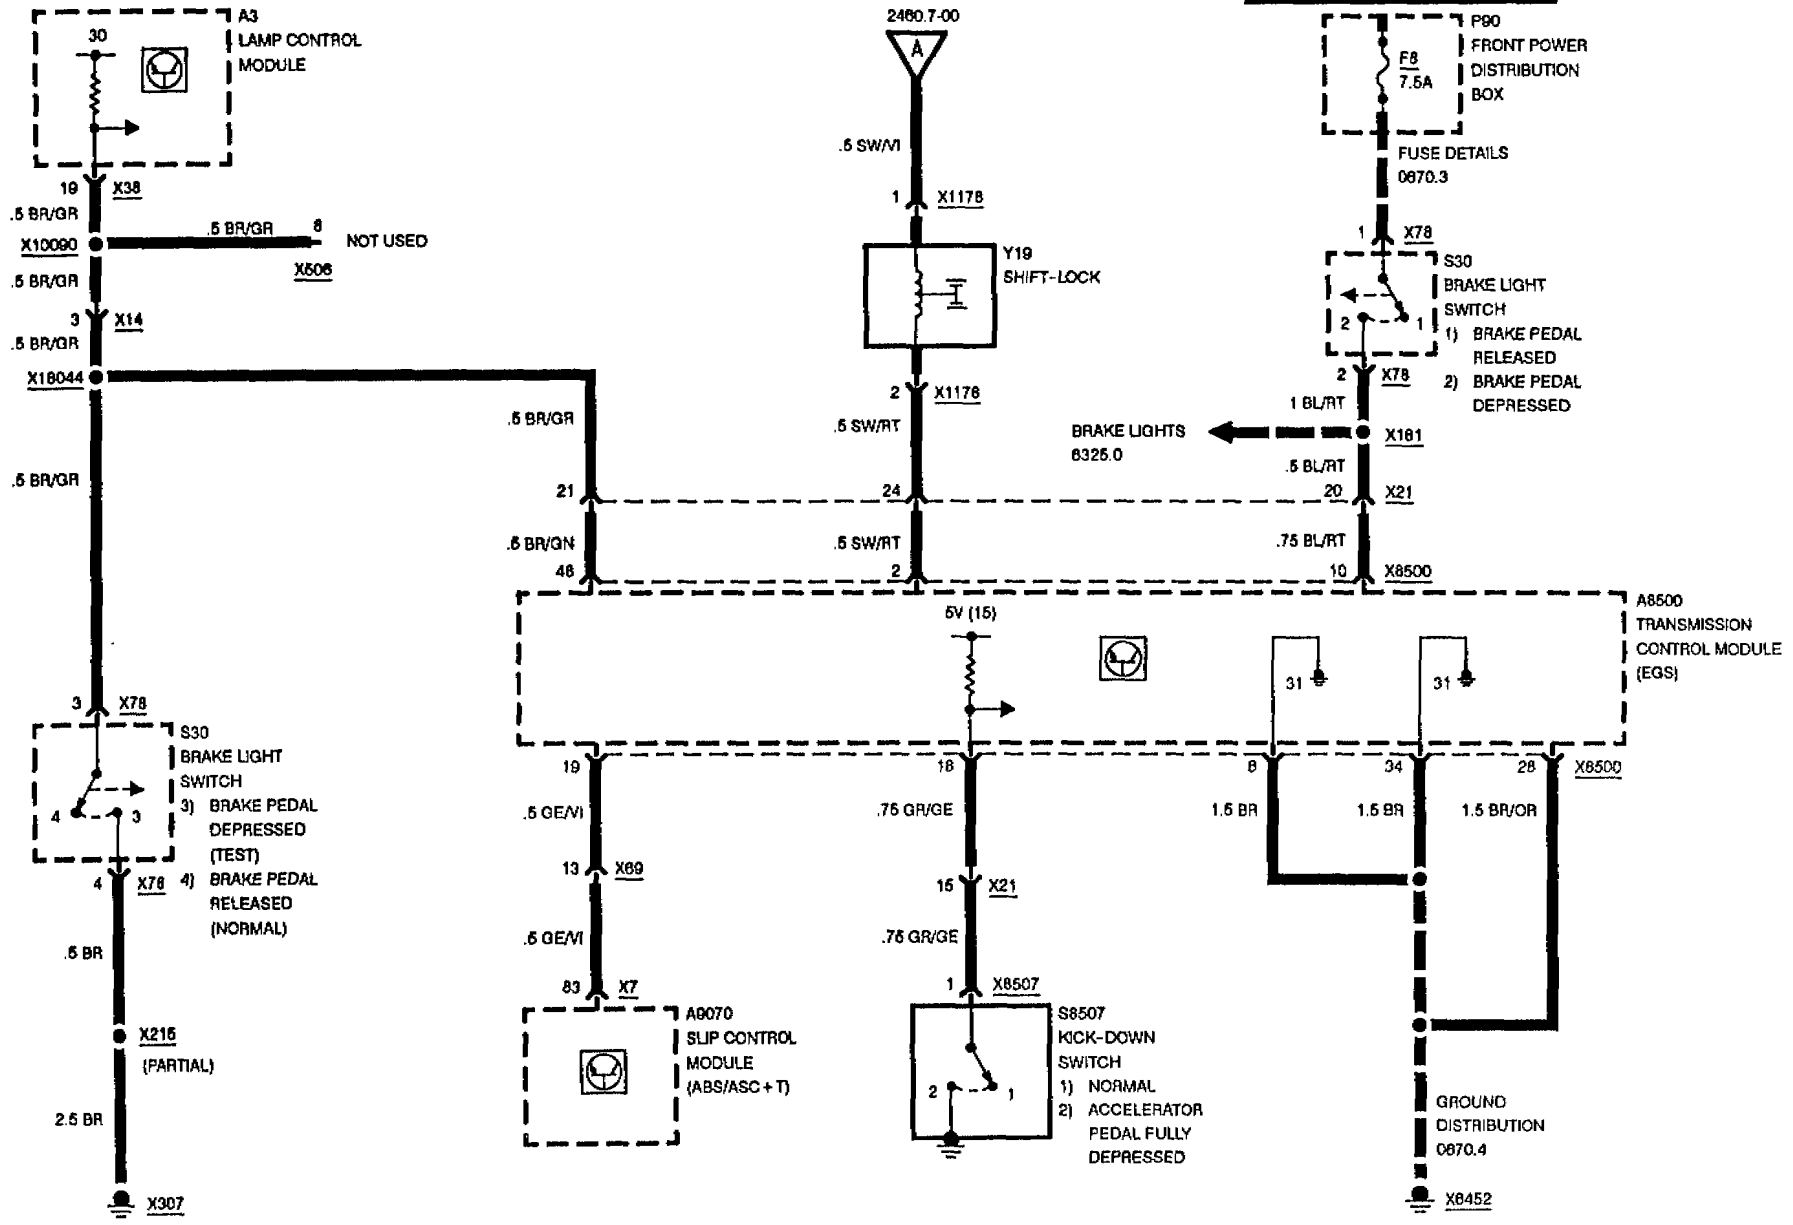 A3
LAMP CONTROL
MODULE
30
19
X38
.5 BR/GR
X10090
.5 BR/GR
8
NOT USED
X506
.5 BR/GR
3
X14
.5 BR/GR
X18044
.5 BR/GR
.5 BR/GR
21
.5 BR/GN
46
3
X78
S30
BRAKE LIGHT
SWITCH
3) BRAKE PEDAL
DEPRESSED
(TEST)
4) BRAKE PEDAL
RELEASED
(NORMAL)
4
3
4
X78
.5 BR
X215
(PARTIAL)
2.5 BR
X307
2460.7-00
A
.5 SW/VI
1
X1178
Y19
SHIFT-LOCK
2
X1178
.5 SW/RT
24
.5 SW/RT
2
P90
FRONT POWER
DISTRIBUTION
BOX
F8
7.5A
FUSE DETAILS
0670.3
1
X78
S30
BRAKE LIGHT
SWITCH
1) BRAKE PEDAL
RELEASED
2) BRAKE PEDAL
DEPRESSED
2
1
2
X78
1 BL/RT
BRAKE LIGHTS
6325.0
X181
.5 BL/RT
20
X21
.75 BL/RT
10
X8500
A8500
TRANSMISSION
CONTROL MODULE
(EGS)
5V (15)
31
31
19
18
6
34
28
X8500
.5 GE/VI
13
X69
.5 GE/VI
83
X7
A9070
SLIP CONTROL
MODULE
(ABS/ASC+T)
.75 GR/GE
15
X21
.75 GR/GE
1
X8507
S8507
KICK-DOWN
SWITCH
1) NORMAL
2) ACCELERATOR
PEDAL FULLY
DEPRESSED
2
1
1.5 BR
1.5 BR
1.5 BR/OR
GROUND
DISTRIBUTION
0670.4
X6452